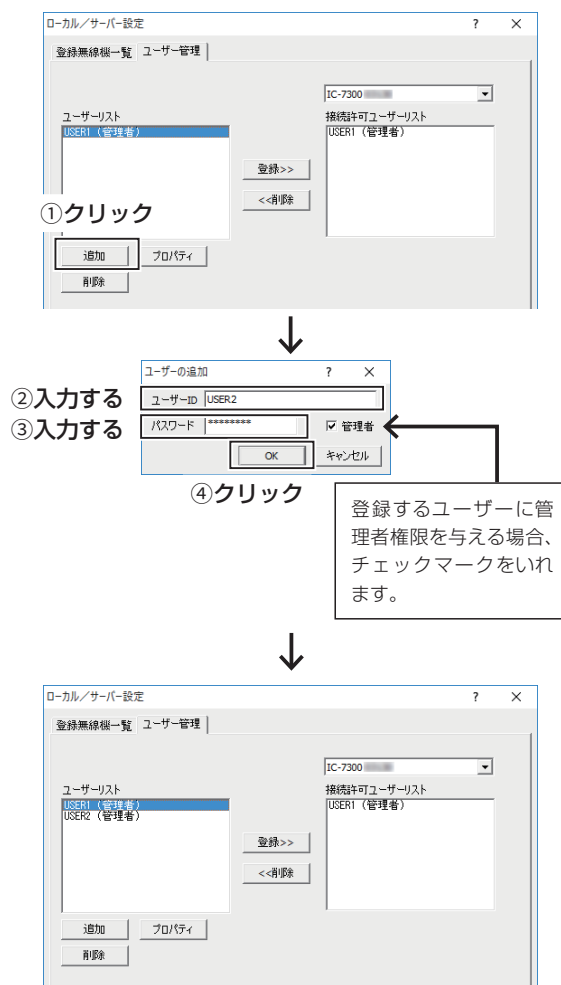 ローカル／サーバー設定 ? ×
登録無線機一覧 ユーザー管理
IC-7300
ユーザーリスト 接続許可ユーザーリスト
USER1 (管理者) USER1 (管理者)
登録>>
<<削除
①クリック
追加 プロパティ
削除
ユーザーの追加 ? ×
②入力する ユーザーID USER2
③入力する パスワード ******** 管理者
OK キャンセル
④クリック
登録するユーザーに管
理者権限を与える場合、
チェックマークをいれ
ます。
ローカル／サーバー設定 ? ×
登録無線機一覧 ユーザー管理
IC-7300
ユーザーリスト 接続許可ユーザーリスト
USER1 (管理者) USER1 (管理者)
USER2 (管理者)
登録>>
<<削除
追加 プロパティ
削除